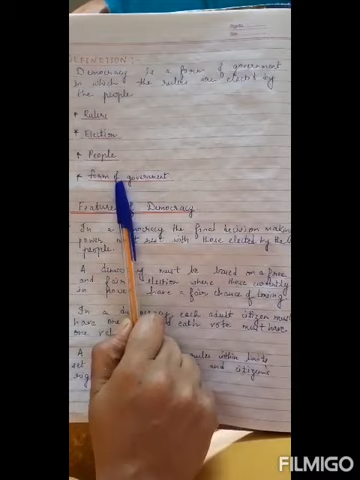 DEFINITION :-
Democracy is a form of government
in which the rulers are elected by
the people
* Rulers
* Election
* People
* form of government
Features of Democracy
In a democracy the final decision making
power must rest with those elected by the
people.
A democracy must be based on a free
and fair election where those currently
in power have a fair chance of losing
In a democracy each adult citizen must
have one each vote must have
one
A rules within limits
set and citizens
FILMIGO